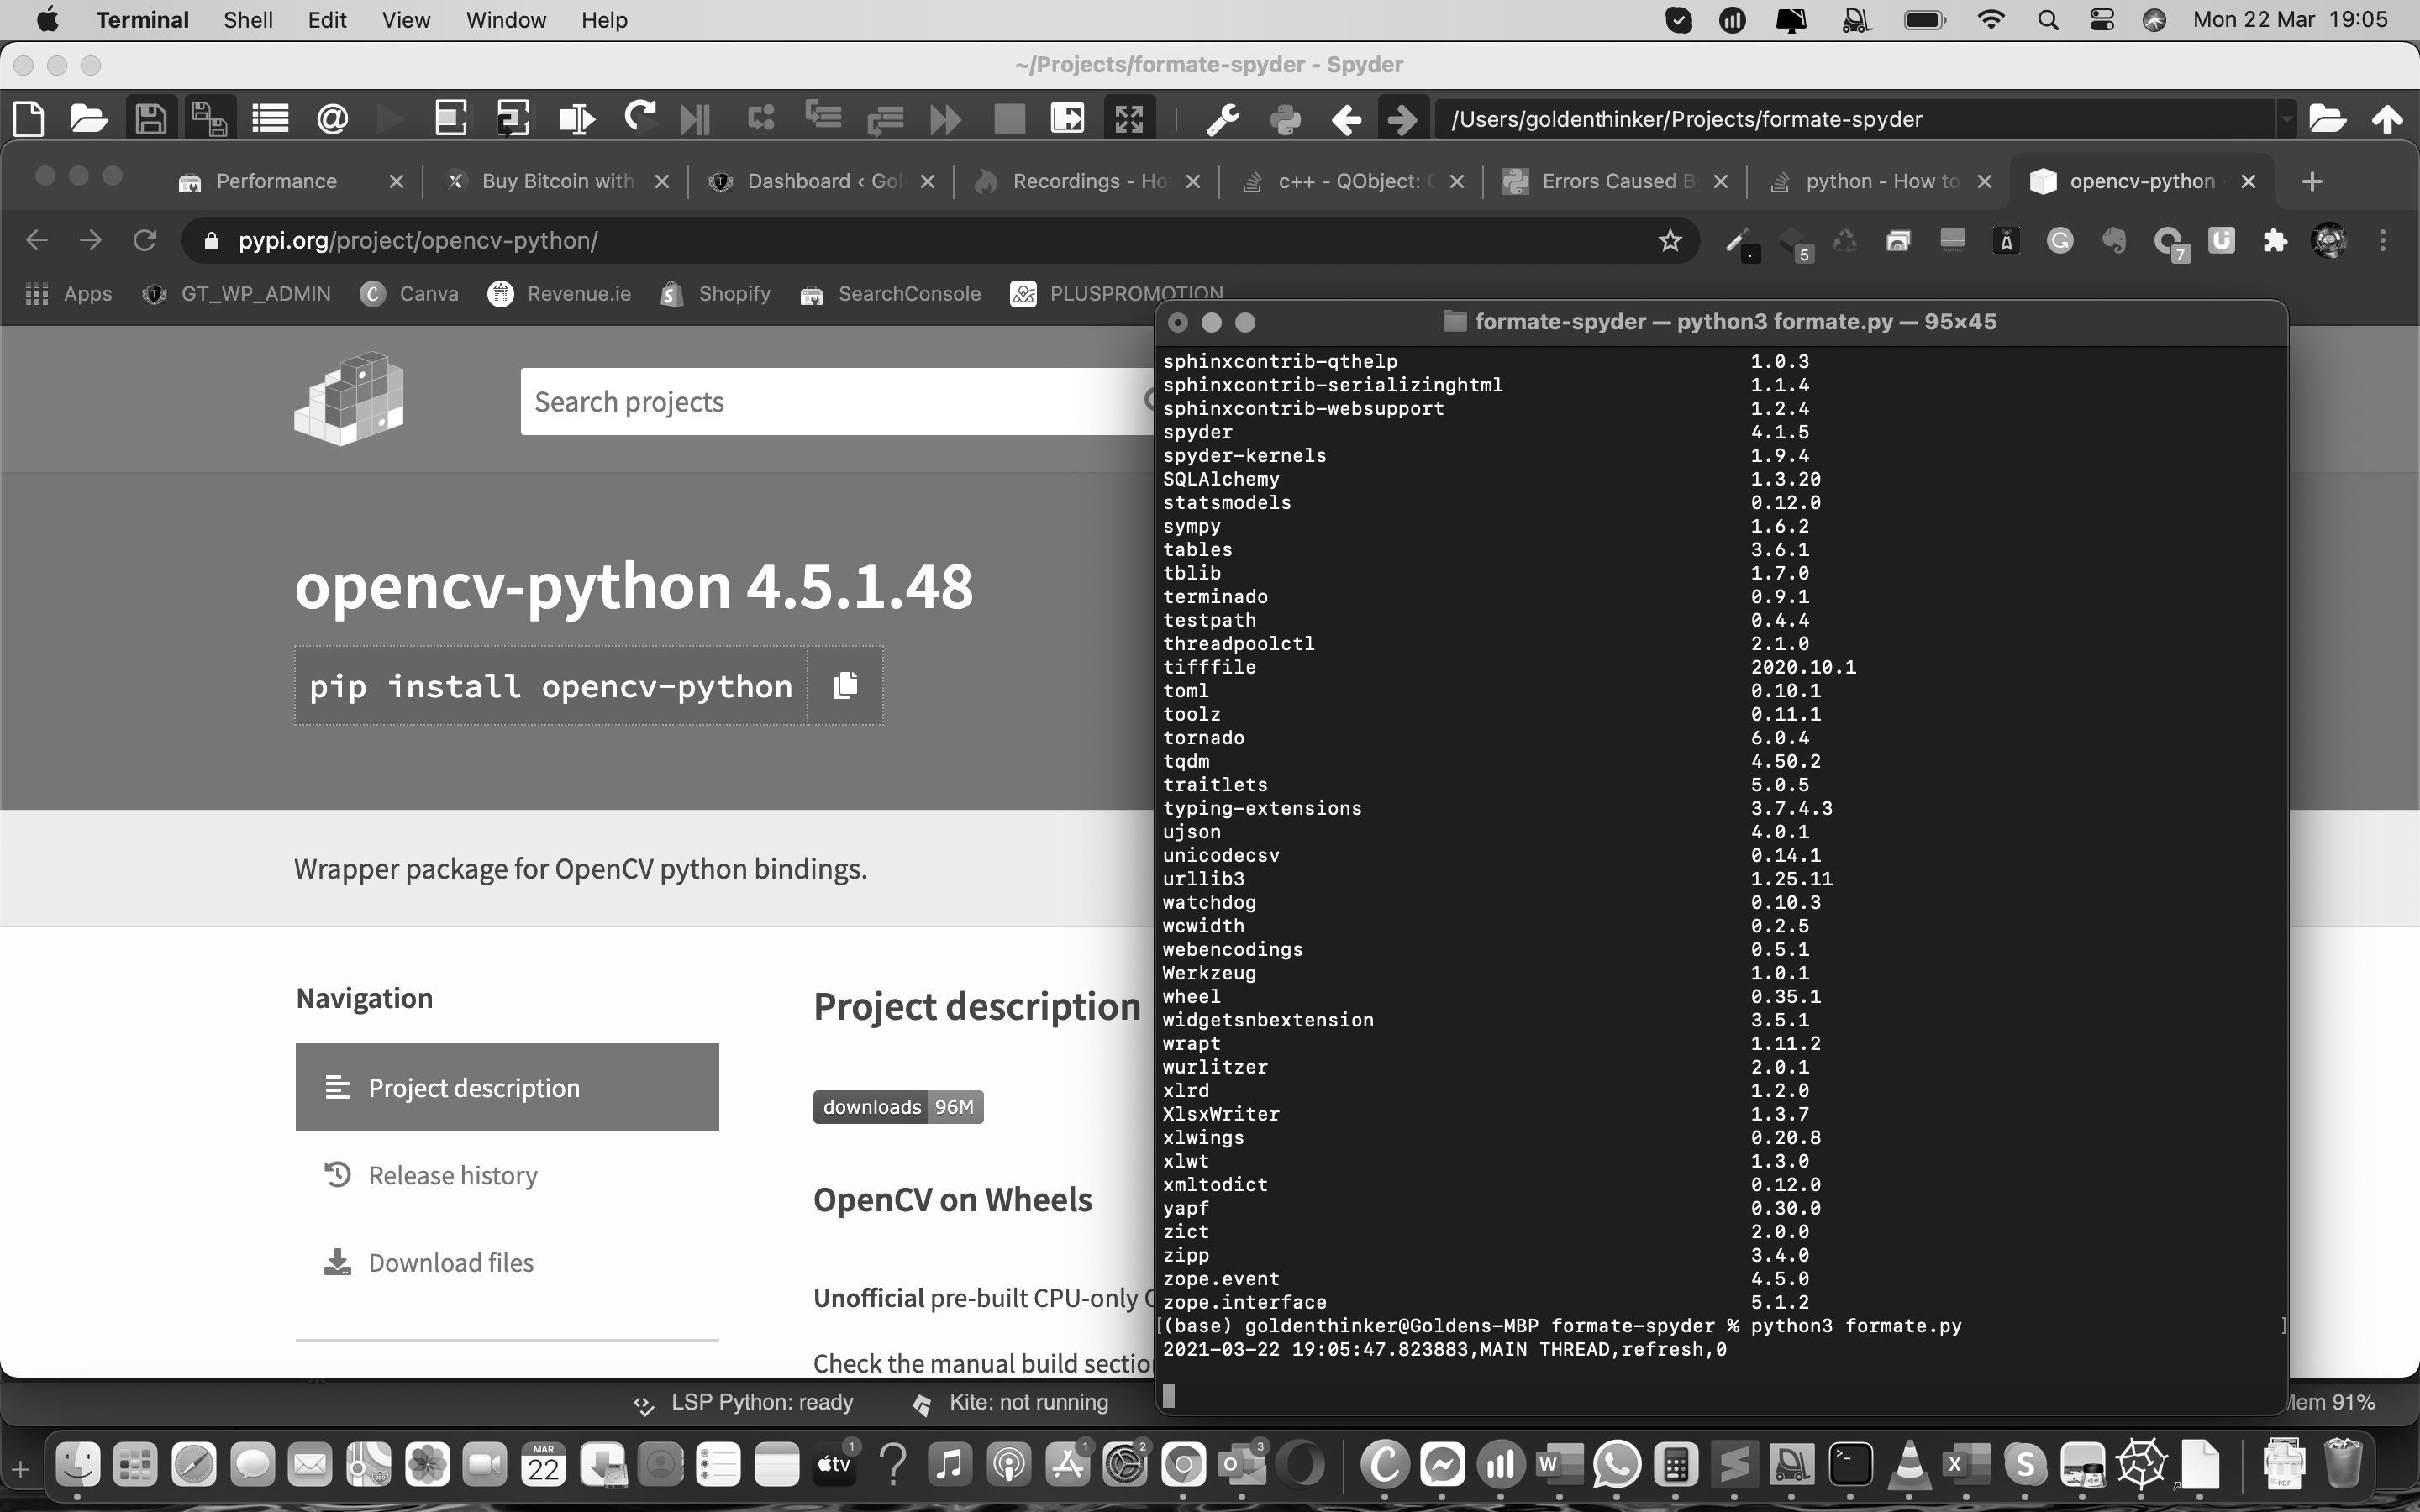 Terminal Shell Edit View Window Help Mon 22 Mar 19:05
~/Projects/formate-spyder - Spyder
/Users/goldenthinker/Projects/formate-spyder
Performance
Buy Bitcoin with
Dashboard ‹ Gol
Recordings - Ho
c++ - QObject:
Errors Caused B
python - How to
opencv-python
pypi.org/project/opencv-python/
5
7
Apps GT_WP_ADMIN Canva Revenue.ie Shopify SearchConsole PLUSPROMOTION
Search projects
opencv-python 4.5.1.48
pip install opencv-python
Wrapper package for OpenCV python bindings.
Navigation
Project description
Release history
Download files
Project description
downloads 96M
OpenCV on Wheels
Unofficial pre-built CPU-only
Check the manual build
formate-spyder — python3 formate.py — 95×45
sphinxcontrib-qthelp 1.0.3
sphinxcontrib-serializinghtml 1.1.4
sphinxcontrib-websupport 1.2.4
spyder 4.1.5
spyder-kernels 1.9.4
SQLAlchemy 1.3.20
statsmodels 0.12.0
sympy 1.6.2
tables 3.6.1
tblib 1.7.0
terminado 0.9.1
testpath 0.4.4
threadpoolctl 2.1.0
tifffile 2020.10.1
toml 0.10.1
toolz 0.11.1
tornado 6.0.4
tqdm 4.50.2
traitlets 5.0.5
typing-extensions 3.7.4.3
ujson 4.0.1
unicodecsv 0.14.1
urllib3 1.25.11
watchdog 0.10.3
wcwidth 0.2.5
webencodings 0.5.1
Werkzeug 1.0.1
wheel 0.35.1
widgetsnbextension 3.5.1
wrapt 1.11.2
wurlitzer 2.0.1
xlrd 1.2.0
XlsxWriter 1.3.7
xlwings 0.20.8
xlwt 1.3.0
xmltodict 0.12.0
yapf 0.30.0
zict 2.0.0
zipp 3.4.0
zope.event 4.5.0
zope.interface 5.1.2
[(base) goldenthinker@Goldens-MBP formate-spyder % python3 formate.py ]
2021-03-22 19:05:47.823883,MAIN THREAD,refresh,0
LSP Python: ready
Kite: not running
Mem 91%
MAR
22
tv
1
1
2
3